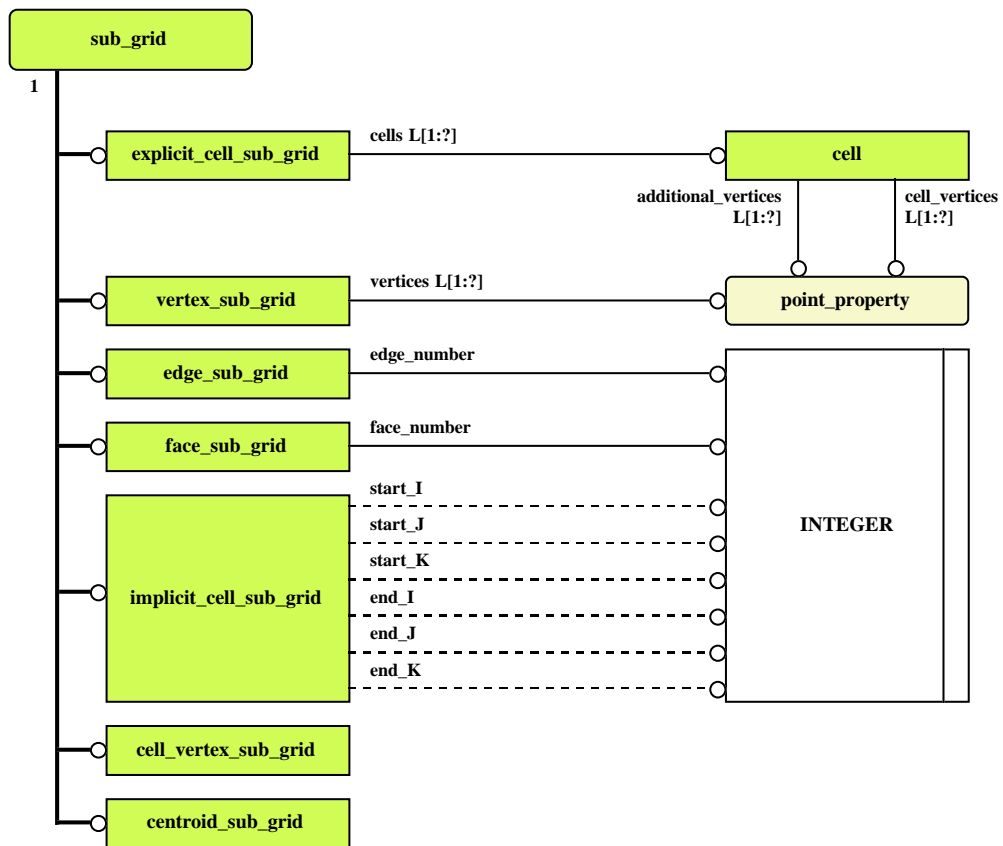 sub_grid
1
explicit_cell_sub_grid
cells L[1:?]
cell
additional_vertices
L[1:?]
cell_vertices
L[1:?]
vertex_sub_grid
vertices L[1:?]
point_property
edge_sub_grid
edge_number
face_sub_grid
face_number
implicit_cell_sub_grid
start_I
start_J
start_K
end_I
end_J
end_K
INTEGER
cell_vertex_sub_grid
centroid_sub_grid